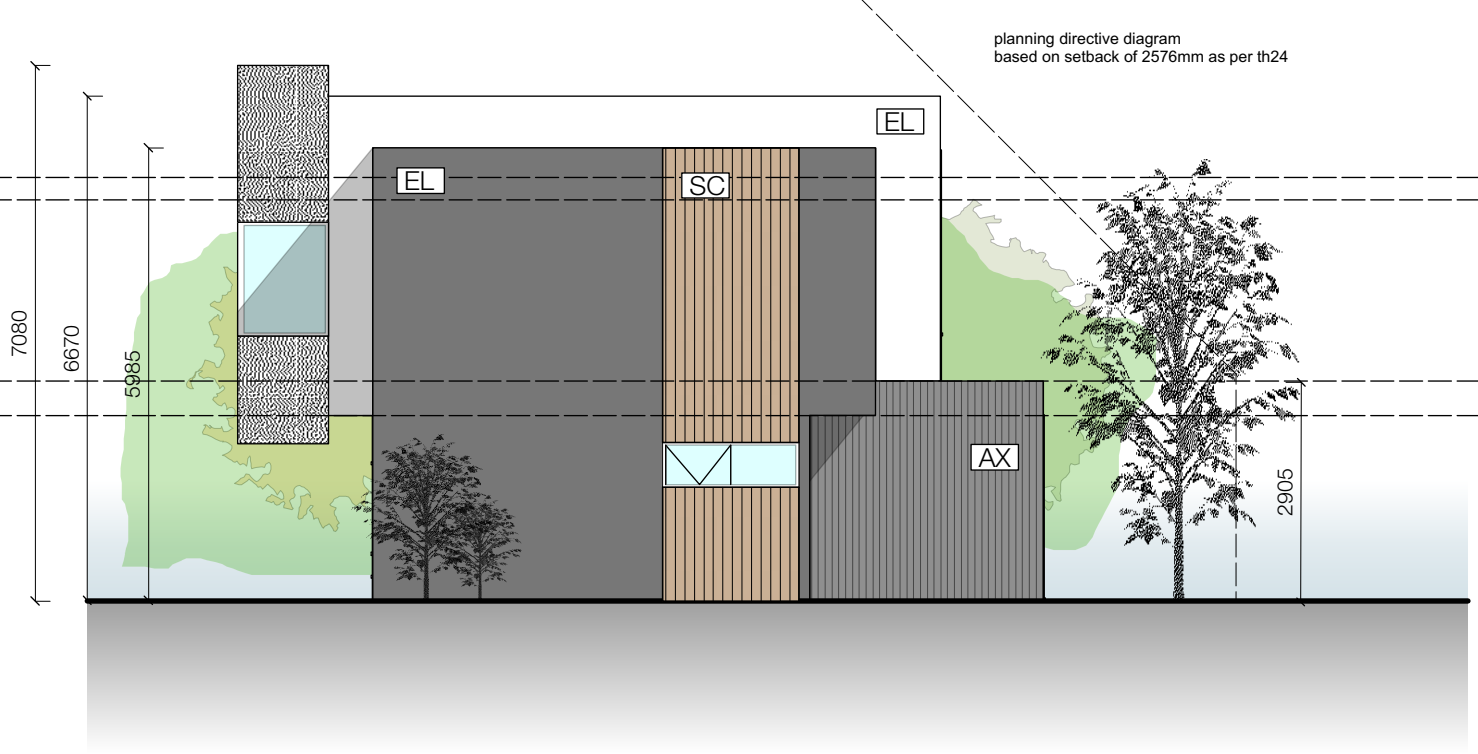 planning directive diagram
based on setback of 2576mm as per th24
EL
EL
SC
7080
6670
5985
AX
2905